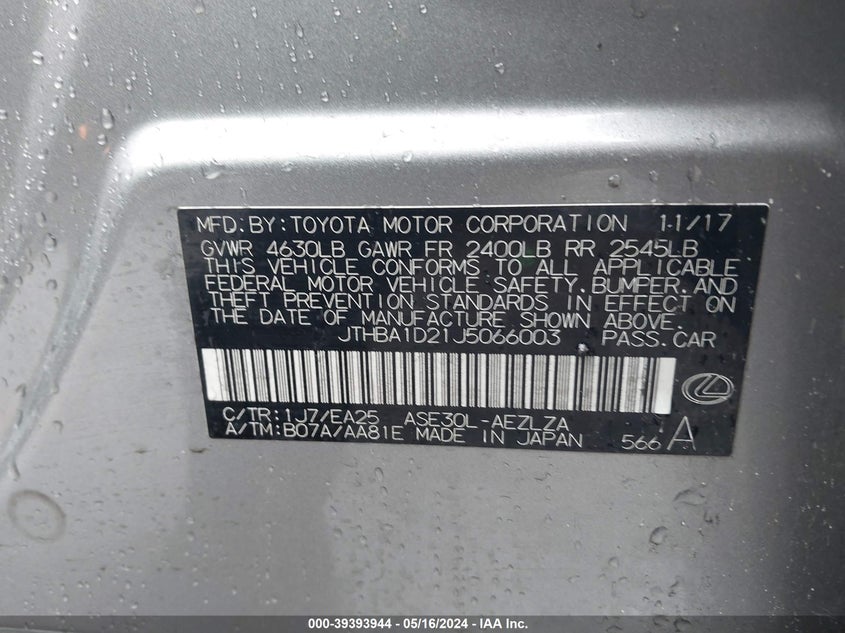 MFD.BY:TOYOTA MOTOR CORPORATION 11/17
GVWR 4630LB GAWR FR 2400LB RR 2545LB
THIS VEHICLE CONFORMS TO ALL APPLICABLE
FEDERAL MOTOR VEHICLE SAFETY,BUMPER,AND
THEFT PREVENTION STANDARDS IN EFFECT ON
THE DATE OF MANUFACTURE SHOWN ABOVE.
JTHBA1D21J5066003 PASS.CAR
C/TR:1J7/EA25 ASE30L-AEZLZA
A/TM:B07A/AA81E MADE IN JAPAN 566 A
000-39393944 - 05/16/2024 - IAA Inc.